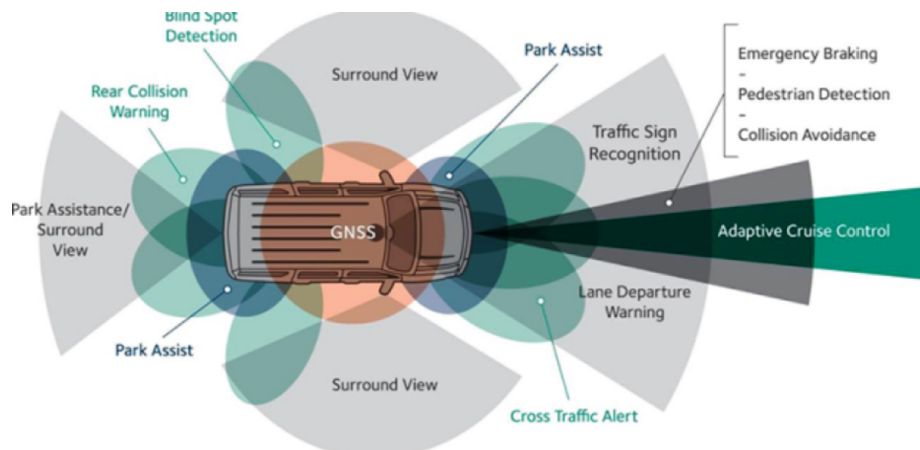 Blind Spot
Detection
Surround View
Park Assist
Emergency Braking
–
Pedestrian Detection
–
Collision Avoidance
Rear Collision
Warning
Traffic Sign
Recognition
Park Assistance/
Surround
View
GNSS
Adaptive Cruise Control
Lane Departure
Warning
Park Assist
Surround View
Cross Traffic Alert